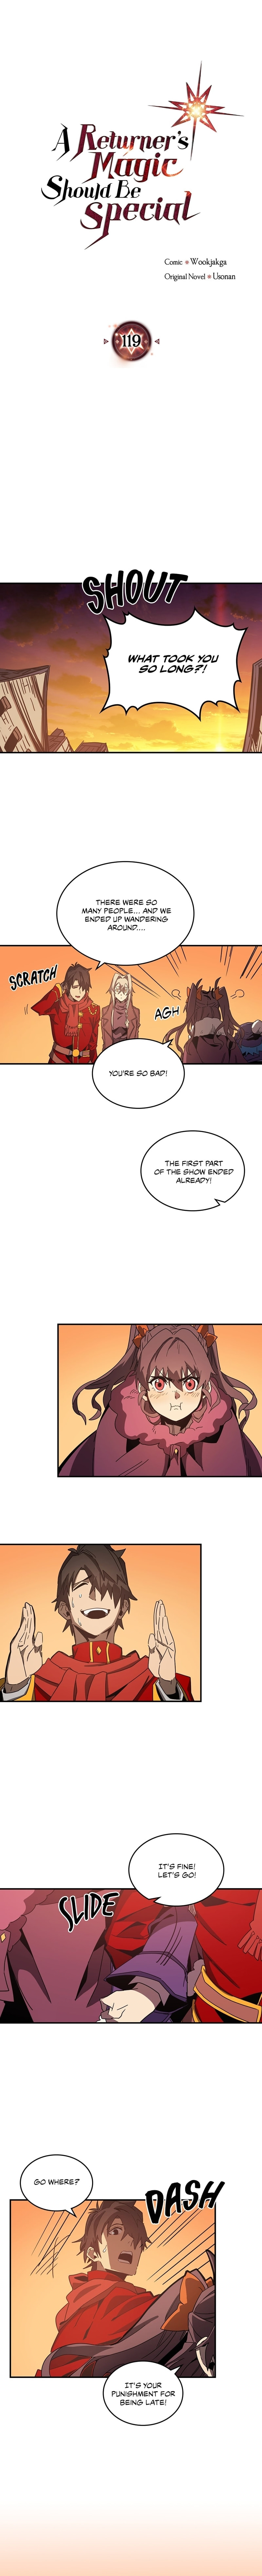 A Returner's
Magic
Should Be
Special
Comic Wookjakga
Original Novel Usonan
119
SHOUT
WHAT TOOK YOU
SO LONG?!
THERE WERE SO
MANY PEOPLE... AND WE
ENDED UP WANDERING
AROUND....
SCRATCH
AGH
YOU'RE SO BAD!
THE FIRST PART
OF THE SHOW ENDED
ALREADY!
IT'S FINE!
LET'S GO!
SLIDE
GO WHERE?
DASH
IT'S YOUR
PUNISHMENT FOR
BEING LATE!